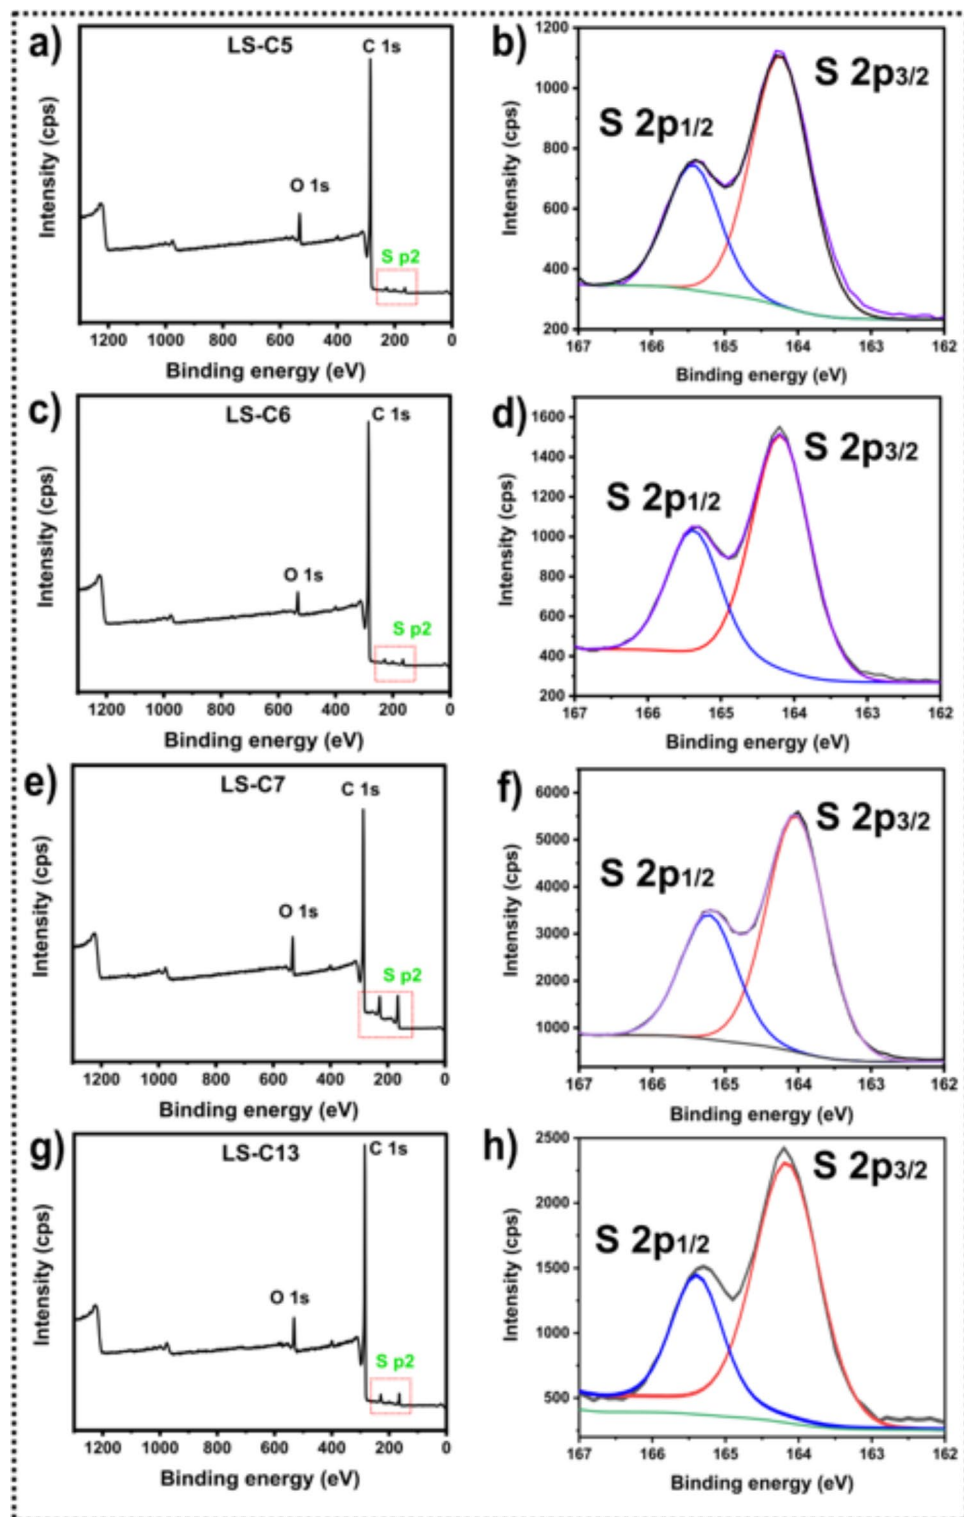 a)
LS-C5
C 1s
O 1s
S p2
Intensity (cps)
1200 1000 800 600 400 200 0
Binding energy (eV)
b)
S 2p3/2
S 2p1/2
Intensity (cps)
1200
1000
800
600
400
200
167 166 165 164 163 162
Binding energy (eV)
c)
LS-C6
C 1s
O 1s
S p2
Intensity (cps)
1200 1000 800 600 400 200 0
Binding energy (eV)
d)
S 2p3/2
S 2p1/2
Intensity (cps)
1600
1400
1200
1000
800
600
400
200
167 166 165 164 163 162
Binding energy (eV)
e)
LS-C7
C 1s
O 1s
S p2
Intensity (cps)
1200 1000 800 600 400 200 0
Binding energy (eV)
f)
S 2p3/2
S 2p1/2
Intensity (cps)
6000
5000
4000
3000
2000
1000
167 166 165 164 163 162
Binding energy (eV)
g)
LS-C13
C 1s
O 1s
S p2
Intensity (cps)
1200 1000 800 600 400 200 0
Binding energy (eV)
h)
S 2p3/2
S 2p1/2
Intensity (cps)
2500
2000
1500
1000
500
167 166 165 164 163 162
Binding energy (eV)